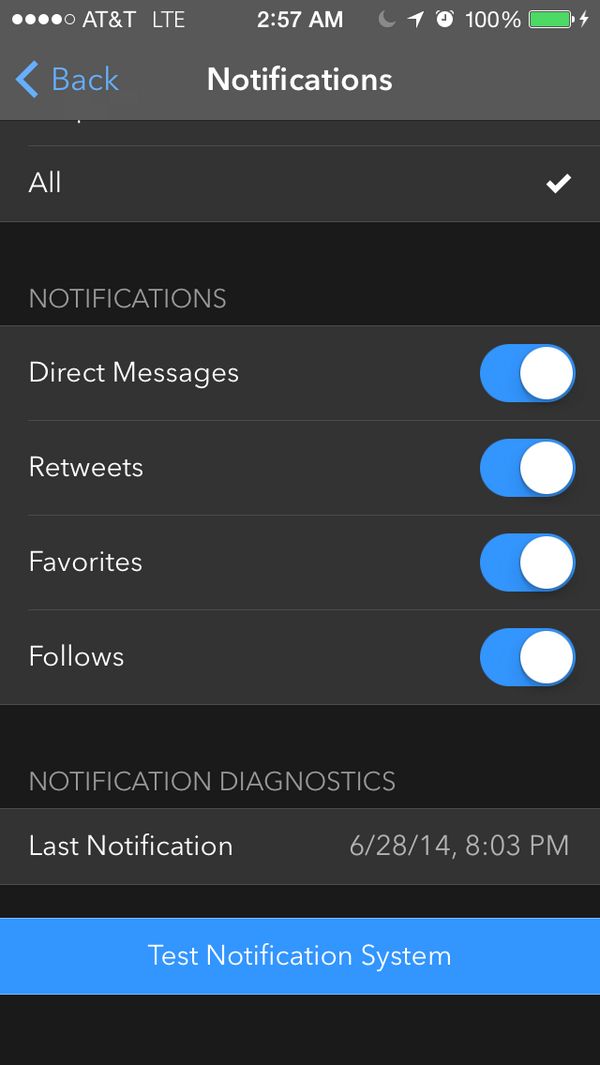 AT&T LTE 2:57 AM 100%
Back Notifications
All
NOTIFICATIONS
Direct Messages
Retweets
Favorites
Follows
NOTIFICATION DIAGNOSTICS
Last Notification 6/28/14, 8:03 PM
Test Notification System